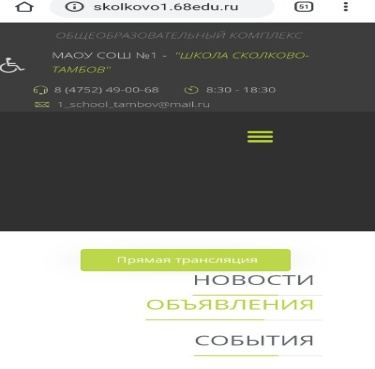 skolkovo1.68edu.ru
51
ОБЩЕОБРАЗОВАТЕЛЬНЫЙ КОМПЛЕКС
МАОУ СОШ №1 - "ШКОЛА СКОЛКОВО-
ТАМБОВ"
8 (4752) 49-00-68 8:30 - 18:30
1_school_tambov@mail.ru
Прямая трансляция
НОВОСТИ
ОБЪЯВЛЕНИЯ
СОБЫТИЯ